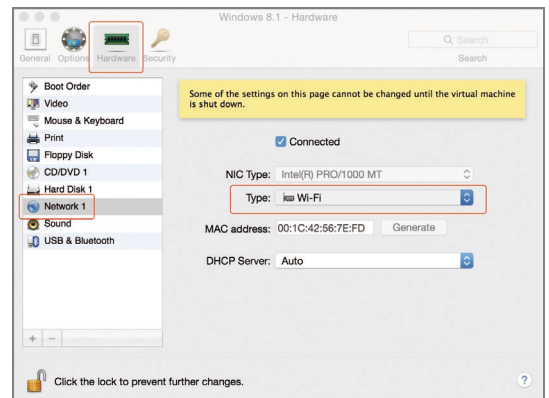 Windows 8.1 - Hardware
General Options Hardware Security
Search
Search
Boot Order
Video
Mouse & Keyboard
Print
Floppy Disk
CD/DVD 1
Hard Disk 1
Network 1
Sound
USB & Bluetooth
Some of the settings on this page cannot be changed until the virtual machine
is shut down.
Connected
NIC Type: Intel(R) PRO/1000 MT
Type: Wi-Fi
MAC address: 00:1C:42:56:7E:FD Generate
DHCP Server: Auto
+ −
Click the lock to prevent further changes.
?